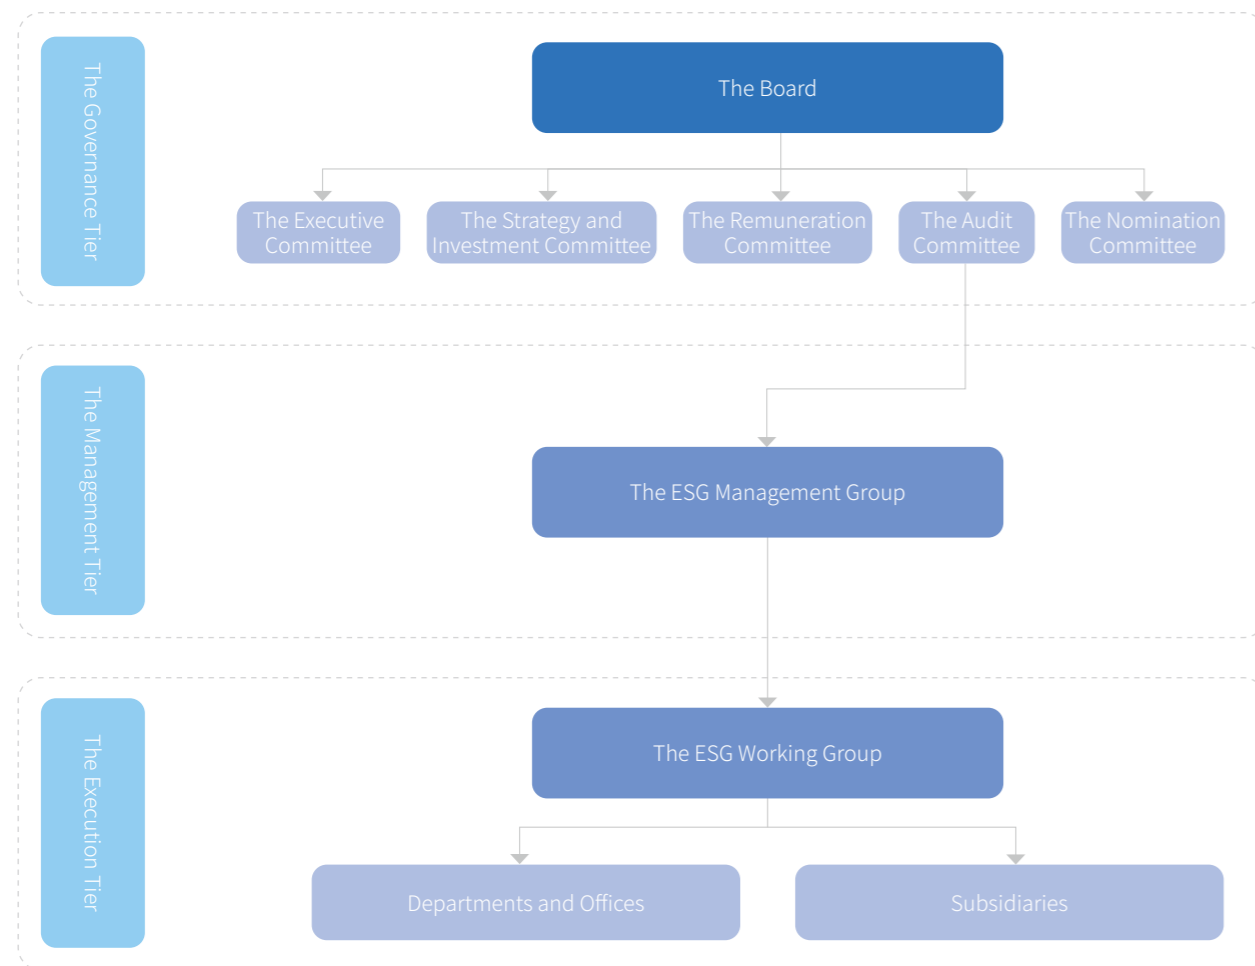 The Governance Tier
The Board
The Executive
Committee
The Strategy and
Investment Committee
The Remuneration
Committee
The Audit
Committee
The Nomination
Committee
The Management Tier
The ESG Management Group
The Execution Tier
The ESG Working Group
Departments and Offices
Subsidiaries